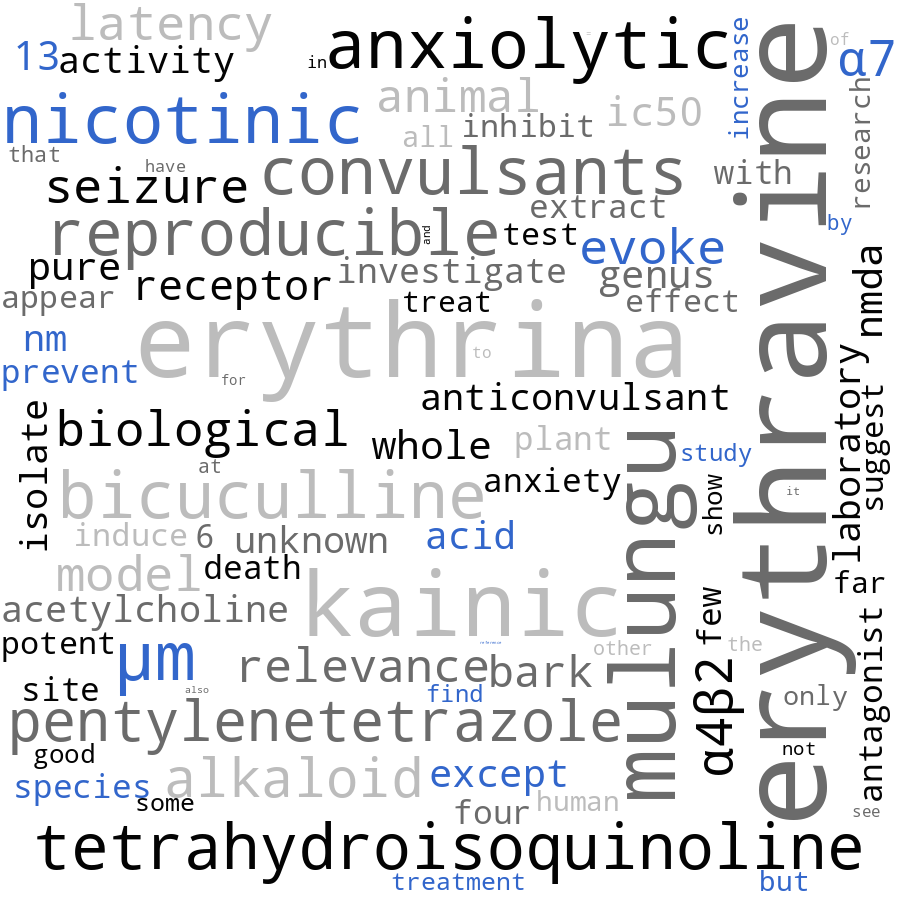 latency
anxiolytic
increase
of
13
activity
in
α7
nicotinic
animal
ic50
research
all
inhibit
that
have
convulsants
with
seizure
extract
erythravine
reproducible
and
test
evoke
by
pure
receptor
investigate
genus
nmda
appear
treat
effect
erythrina
nm
to
prevent
for
anticonvulsant
laboratory
suggest
isolate
biological
whole
plant
mulungu
study
at
bicuculline
anxiety
show
it
induce
6
unknown
acid
model
death
kainic
far
acetylcholine
few
antagonist
potent
μm
reference
other
the
relevance
bark
α4β2
site
also
find
only
pentylenetetrazole
not
good
species
alkaloid
except
some
four
human
see
tetrahydroisoquinoline
treatment
but